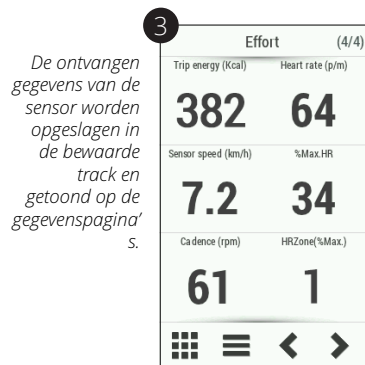 3
De ontvangen
gegevens van de
sensor worden
opgeslagen in
de bewaarde
track en
getoond op de
gegevenspagina’
s.
Effort (4/4)
Trip energy (Kcal) Heart rate (p/m)
382 64
Sensor speed (km/h) %Max.HR
7.2 34
Cadence (rpm) HRZone(%Max.)
61 1